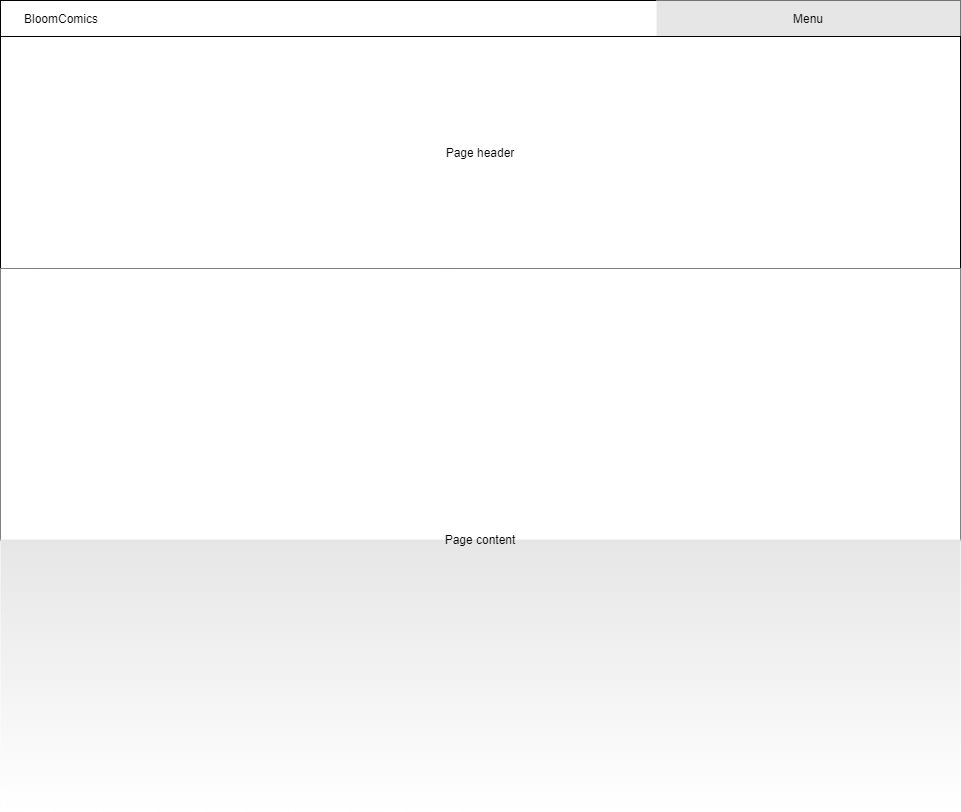 BloomComics
Menu
Page header
Page content